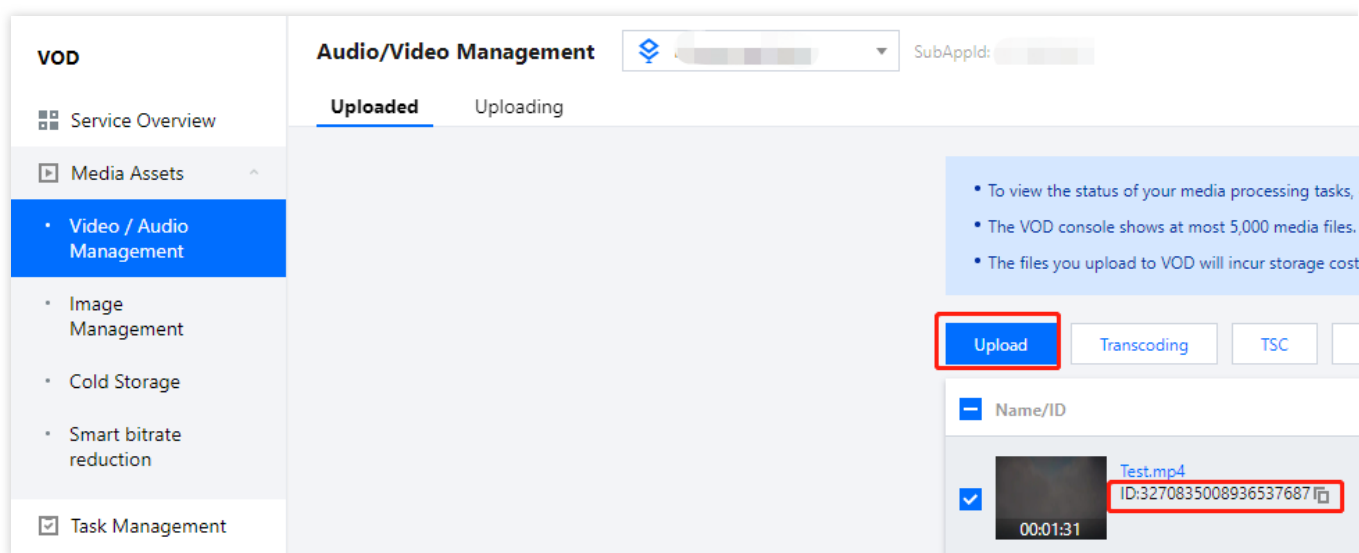 VOD
Service Overview
Media Assets
Video / Audio
Management
Image
Management
Cold Storage
Smart bitrate
reduction
Task Management
Audio/Video Management
SubAppId:
Uploaded
Uploading
• To view the status of your media processing tasks,
• The VOD console shows at most 5,000 media files.
• The files you upload to VOD will incur storage cost
Upload
Transcoding
TSC
Name/ID
Test.mp4
ID:3270835008936537687
00:01:31